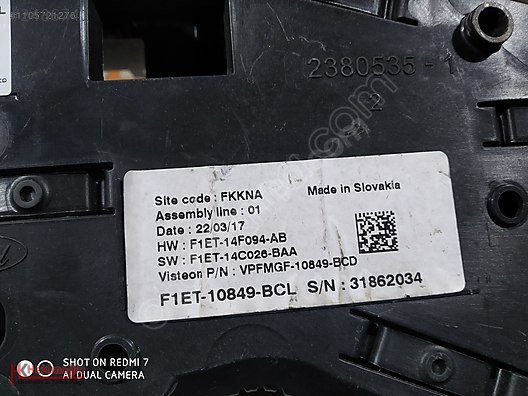 #1105721276
2380535-1
2
Site code : FKKNA
Made in Slovakia
Assembly line : 01
Date : 22/03/17
HW : F1ET-14F094-AB
SW : F1ET-14C026-BAA
Visteon P/N : VPFMGF-10849-BCD
F1ET-10849-BCL S/N : 31862034
SHOT ON REDMI 7
AI DUAL CAMERA